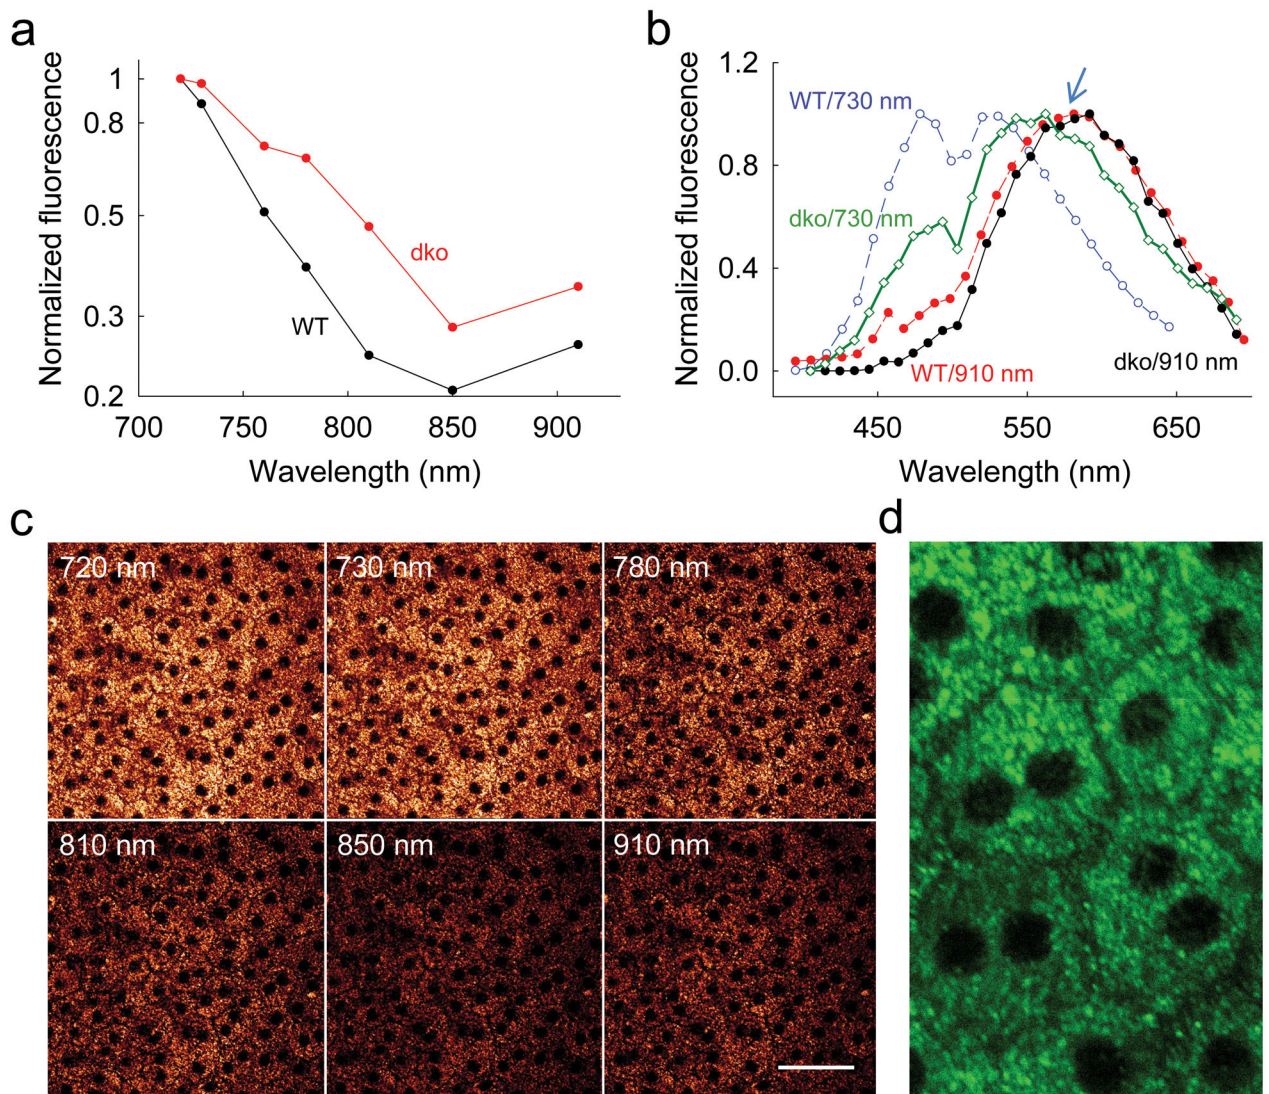 a
Normalized fluorescence
1
0.8
0.5
0.3
0.2
dko
WT
700
750
800
850
900
Wavelength (nm)
b
Normalized fluorescence
1.2
0.8
0.4
0.0
WT/730 nm
dko/730 nm
WT/910 nm
dko/910 nm
450
550
650
Wavelength (nm)
c
720 nm
730 nm
780 nm
810 nm
850 nm
910 nm
d